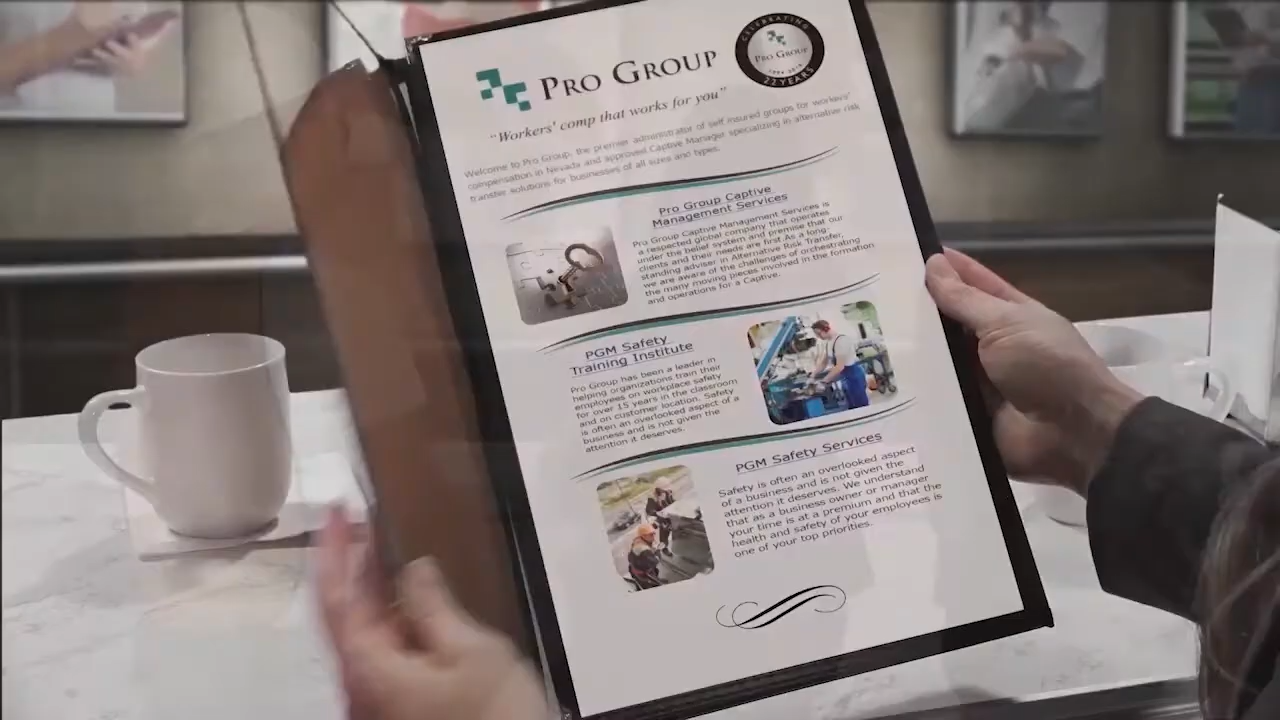 PRO GROUP
CELEBRATING
PRO GROUP
22 YEARS
"Workers' comp that works for you"
Welcome to Pro Group, the premier administrator of self insured groups for workers'
compensation in Nevada and approved Captive Manager specializing in alternative risk
transfer solutions for businesses of all sizes and types.
Pro Group Captive
Management Services
Pro Group Captive Management Services is
a respected global company that operates
under the belief system and premise that our
clients and their needs are first As a long-
standing adviser in Alternative Risk Transfer,
we are aware of the challenges of orchestrating
the many moving pieces involved in the formation
and operations for a Captive.
PGM Safety
Training Institute
Pro Group has been a leader in
helping organizations train their
employees on workplace safety
for over 15 years in the classroom
and on customer location. Safety
is often an overlooked aspect of a
business and is not given the
attention it deserves.
PGM Safety Services
Safety is often an overlooked aspect
of a business and is not given the
attention it deserves. We understand
that as a business owner or manager
your time is at a premium and that the
health and safety of your employees is
one of your top priorities.